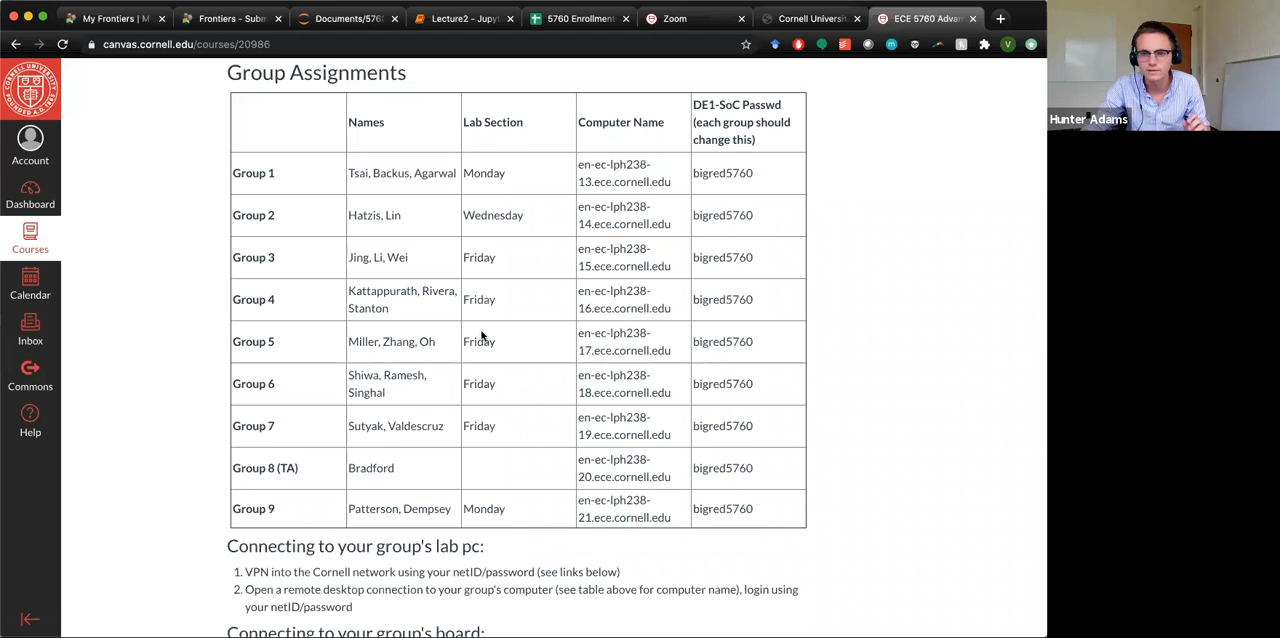 My Frontiers | M
Frontiers - Subm
Documents/576
Lecture2 - Jupyt
5760 Enrollment
Zoom
Cornell Universit
ECE 5760 Advan
canvas.cornell.edu/courses/20986
V
Account
Dashboard
Courses
Calendar
Inbox
Commons
Help
Group Assignments
Names
Lab Section
Computer Name
DE1-SoC Passwd
(each group should
change this)
Group 1
Tsai, Backus, Agarwal
Monday
en-ec-lph238-
13.ece.cornell.edu
bigred5760
Group 2
Hatzis, Lin
Wednesday
en-ec-lph238-
14.ece.cornell.edu
bigred5760
Group 3
Jing, Li, Wei
Friday
en-ec-lph238-
15.ece.cornell.edu
bigred5760
Group 4
Kattappurath, Rivera,
Stanton
Friday
en-ec-lph238-
16.ece.cornell.edu
bigred5760
Group 5
Miller, Zhang, Oh
Friday
en-ec-lph238-
17.ece.cornell.edu
bigred5760
Group 6
Shiwa, Ramesh,
Singhal
Friday
en-ec-lph238-
18.ece.cornell.edu
bigred5760
Group 7
Sutyak, Valdescruz
Friday
en-ec-lph238-
19.ece.cornell.edu
bigred5760
Group 8 (TA)
Bradford
en-ec-lph238-
20.ece.cornell.edu
bigred5760
Group 9
Patterson, Dempsey
Monday
en-ec-lph238-
21.ece.cornell.edu
bigred5760
Connecting to your group's lab pc:
1. VPN into the Cornell network using your netID/password (see links below)
2. Open a remote desktop connection to your group's computer (see table above for computer name), login using
your netID/password
Connecting to your group's board:
Hunter Adams